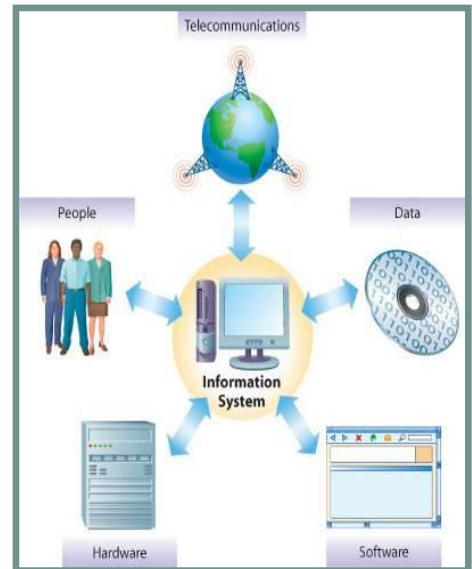 Telecommunications
People
Data
Information
System
Hardware
Software